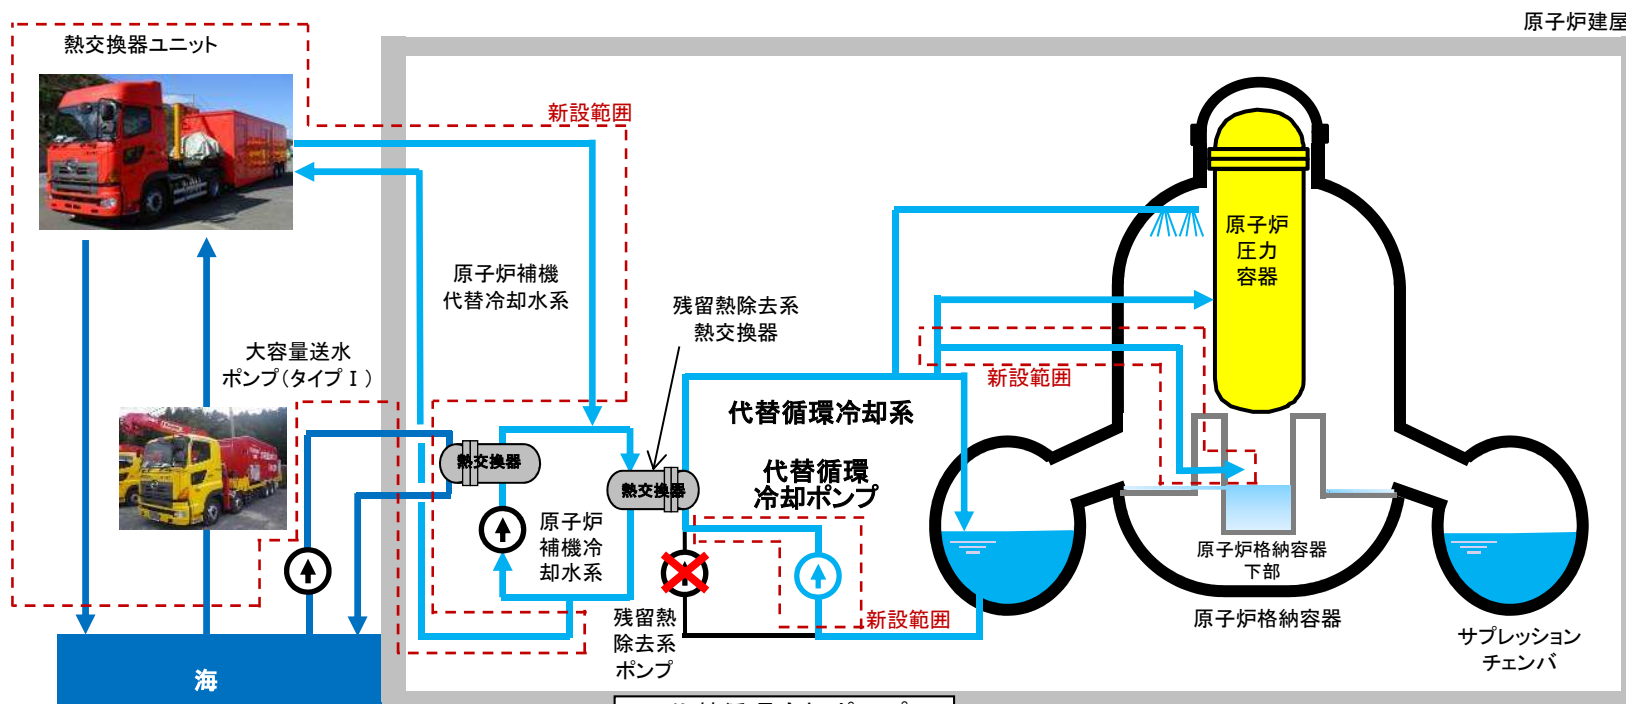 原子炉建屋
熱交換器ユニット
新設範囲
原子炉補機
代替冷却水系
残留熱除去系
熱交換器
原子炉
圧力
容器
大容量送水
ポンプ(タイプⅠ)
新設範囲
代替循環冷却系
熱交換器
代替循環
冷却ポンプ
熱交換器
原子炉
補機冷
却水系
原子炉格納容器
下部
残留熱
除去系
ポンプ
新設範囲
原子炉格納容器
サプレッション
チェンバ
海